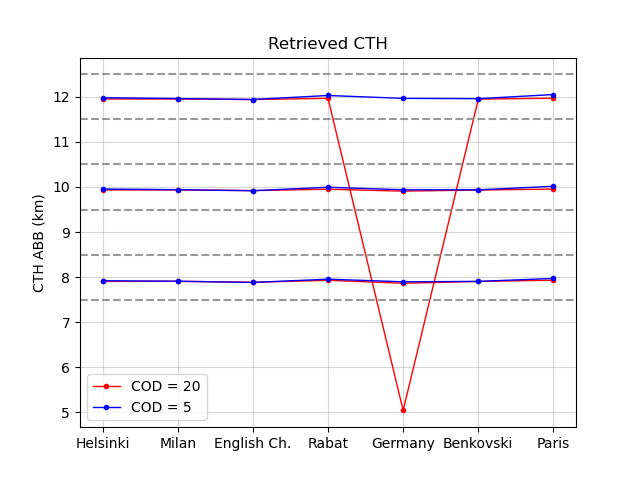 Retrieved CTH
CTH ABB (km)
12
11
10
9
8
7
6
5
COD = 20
COD = 5
Helsinki Milan English Ch. Rabat Germany Benkovski Paris